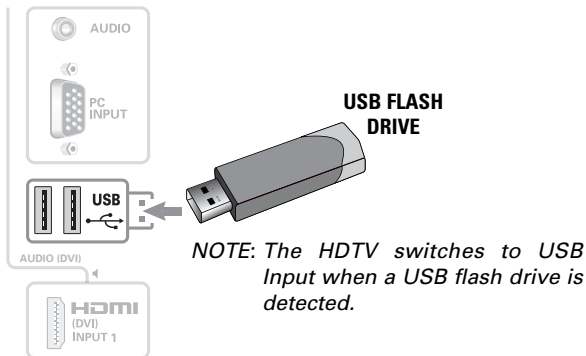 AUDIO
PC
INPUT
USB FLASH
DRIVE
USB
AUDIO (DVI)
NOTE: The HDTV switches to USB
Input when a USB flash drive is
detected.
HDMI
(DVI)
INPUT 1